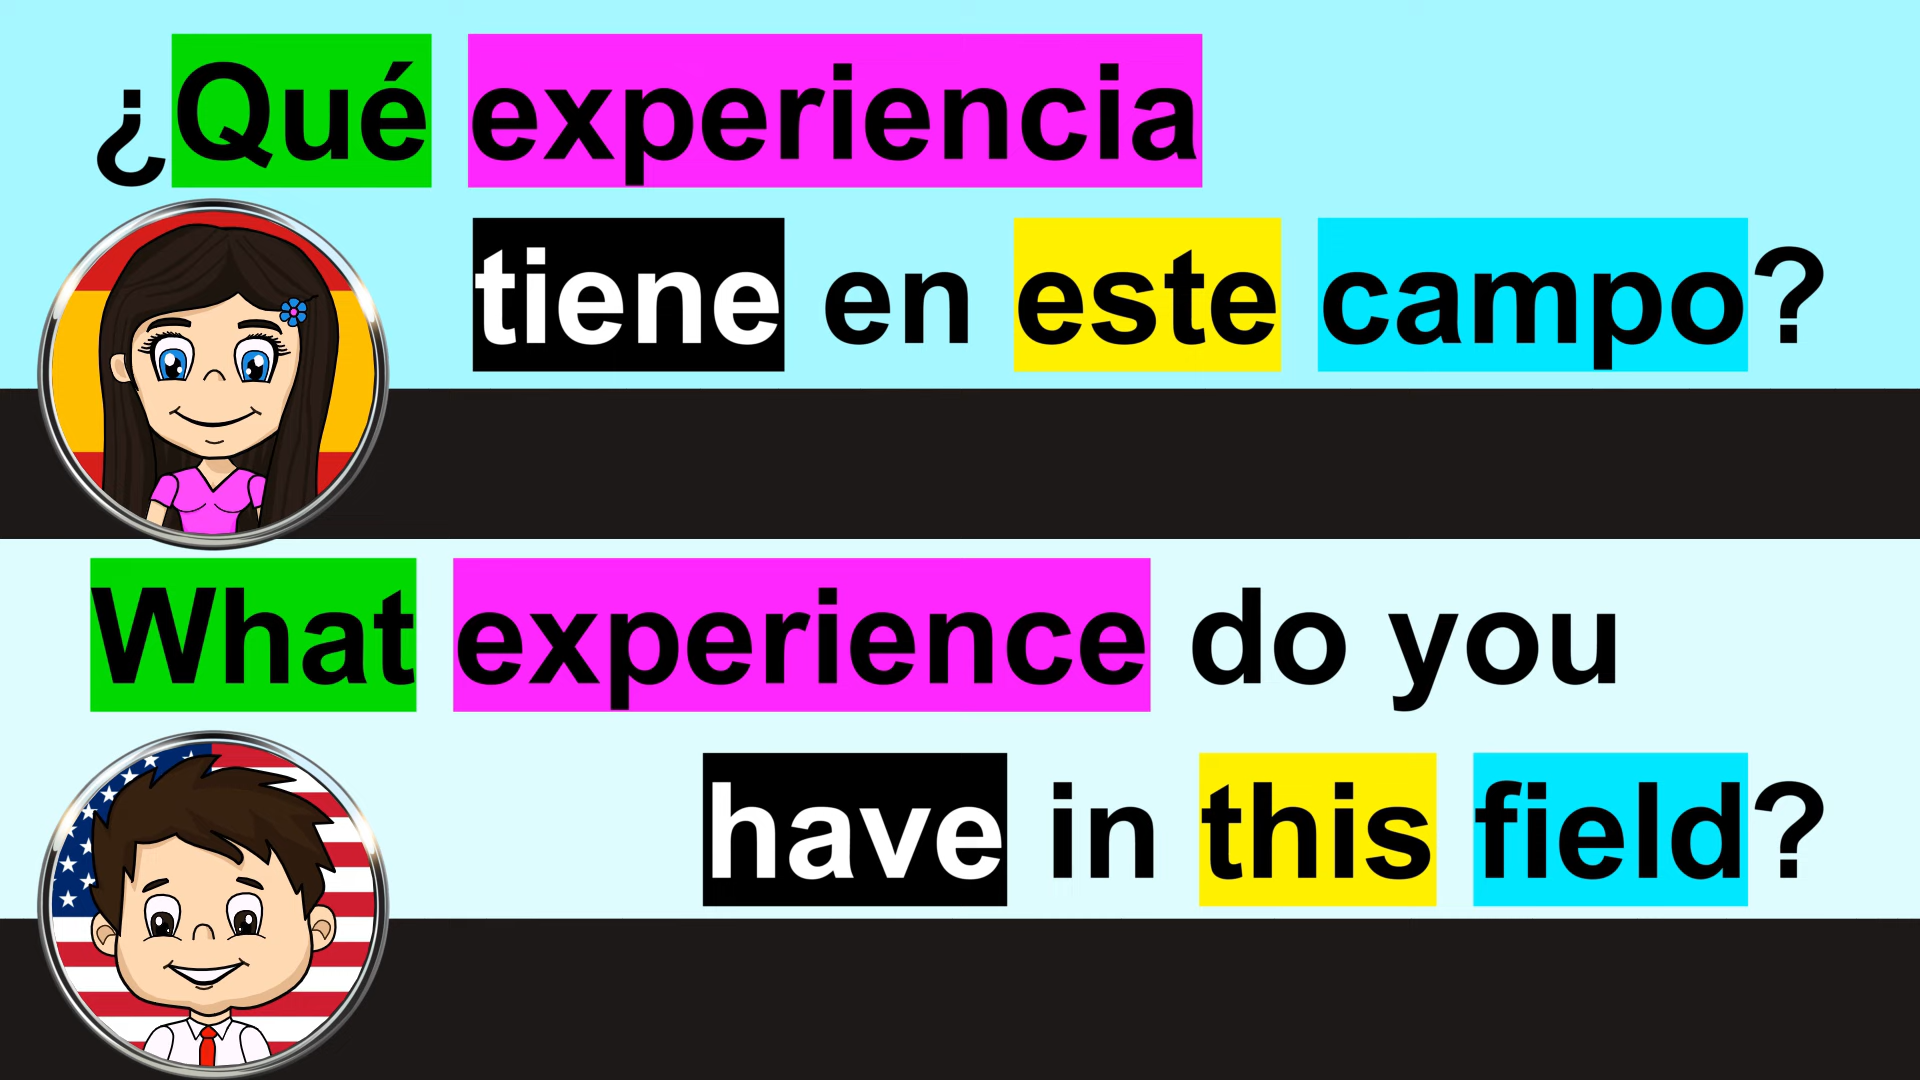 ¿Qué experiencia
tiene en este campo?
What experience do you
have in this field?